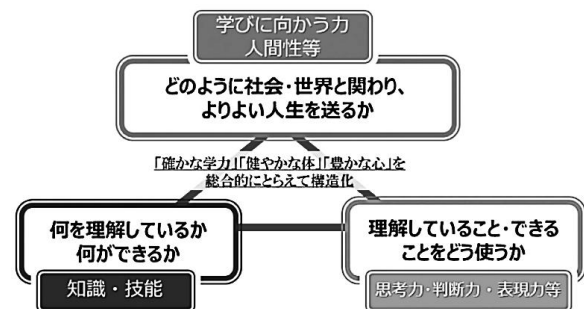 学びに向かう力
人間性等
どのように社会・世界と関わり、
よりよい人生を送るか
「確かな学力」「健やかな体」「豊かな心」を
総合的にとらえて構造化
何を理解しているか
何ができるか
知識・技能
理解していること・できる
ことをどう使うか
思考力・判断力・表現力等